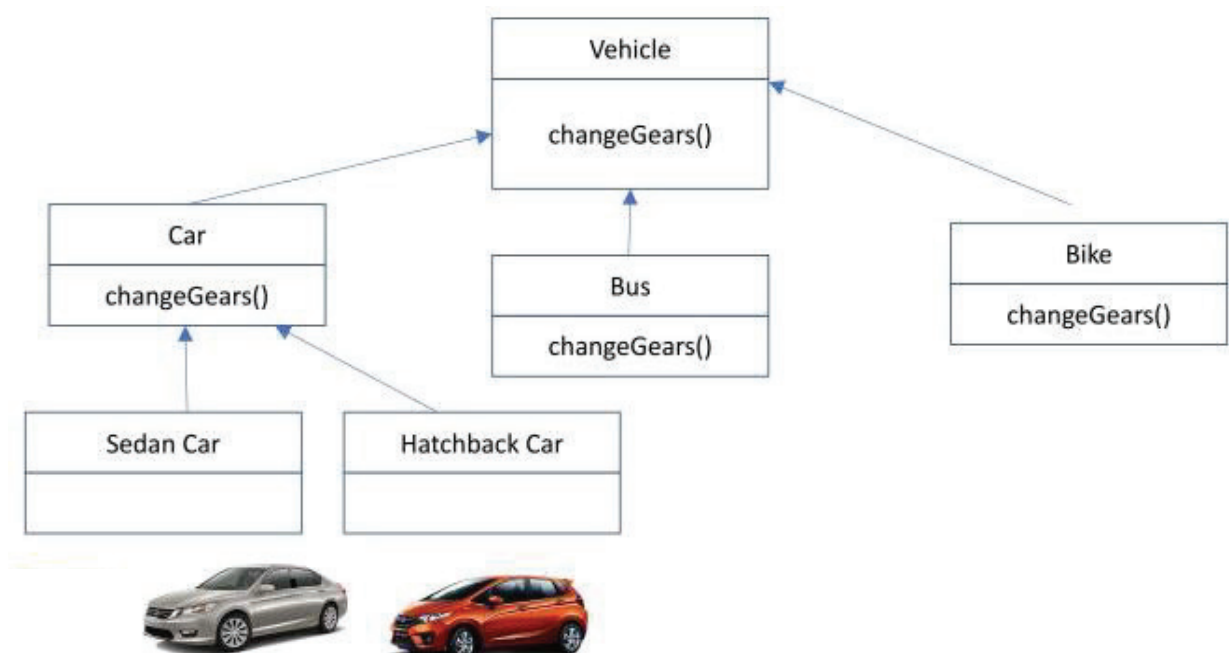 Vehicle
changeGears()
Car
changeGears()
Bus
changeGears()
Bike
changeGears()
Sedan Car
Hatchback Car